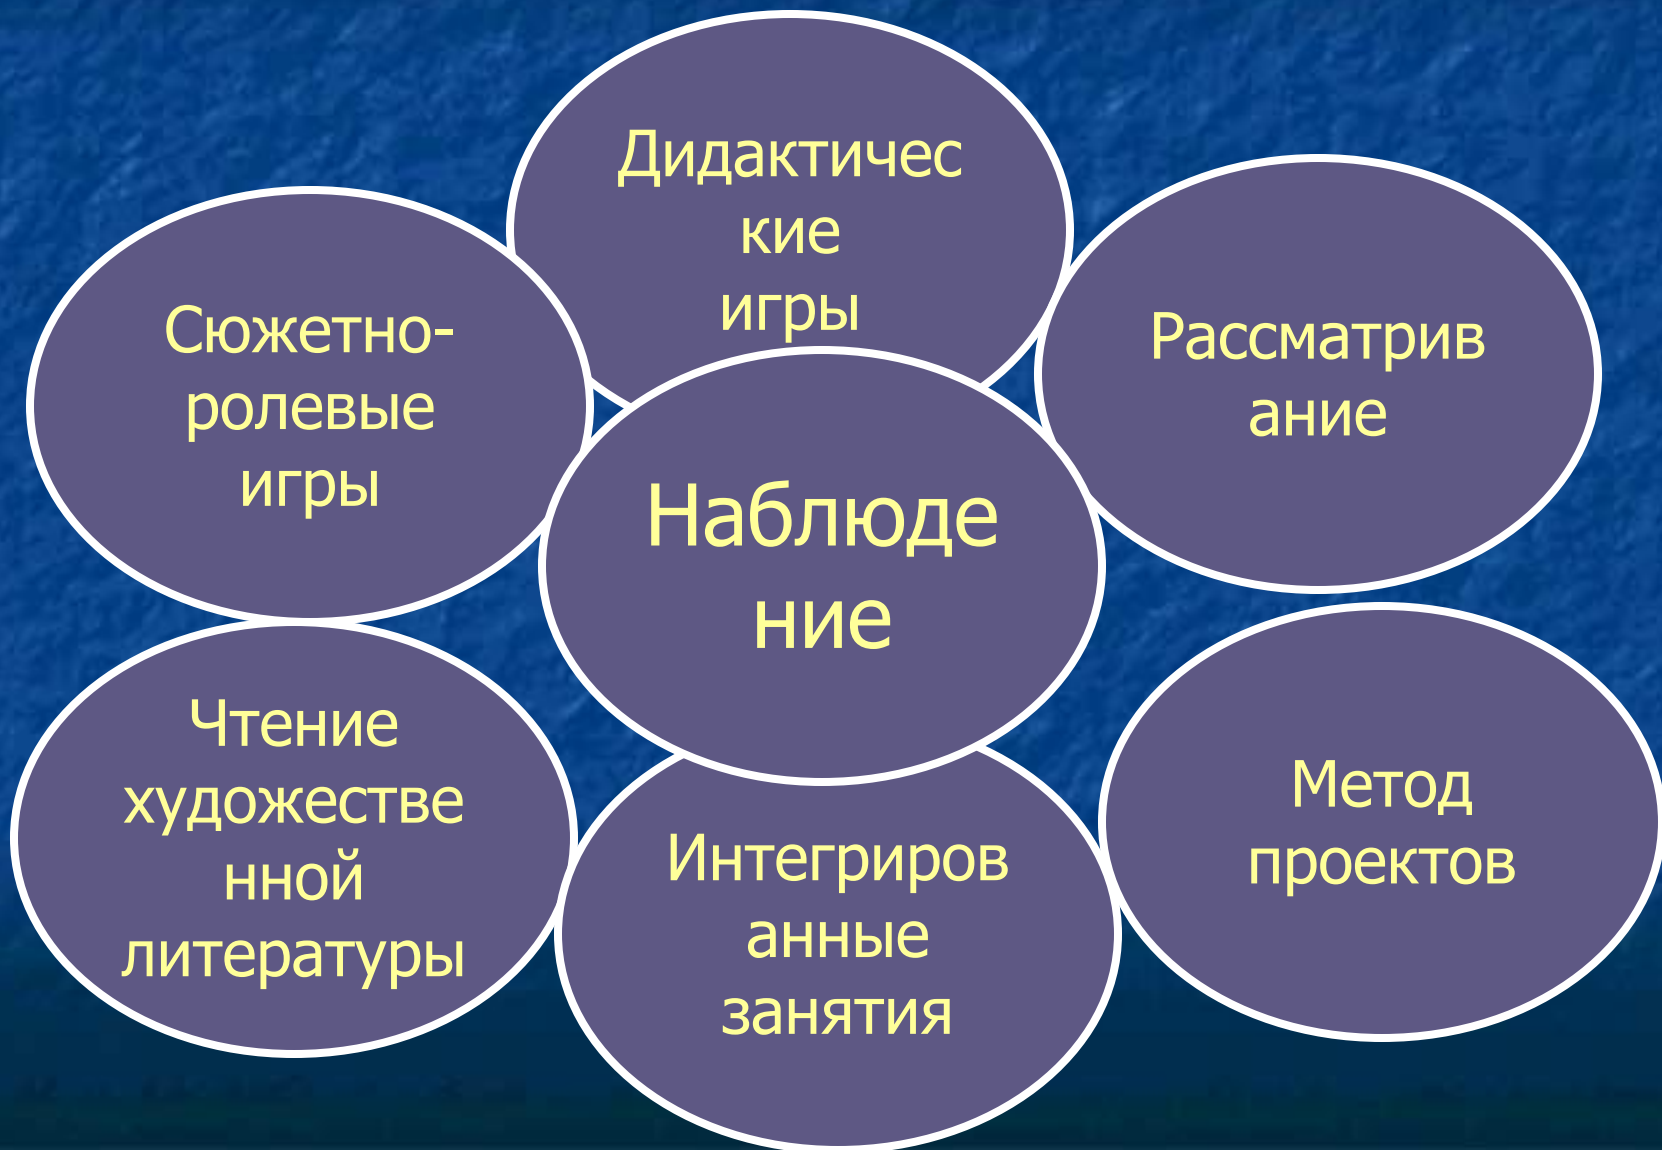 Дидактичес
кие
игры
Сюжетно-
ролевые
игры
Рассматрив
ание
Наблюде
ние
Чтение
художестве
нной
литературы
Интегриров
анные
занятия
Метод
проектов